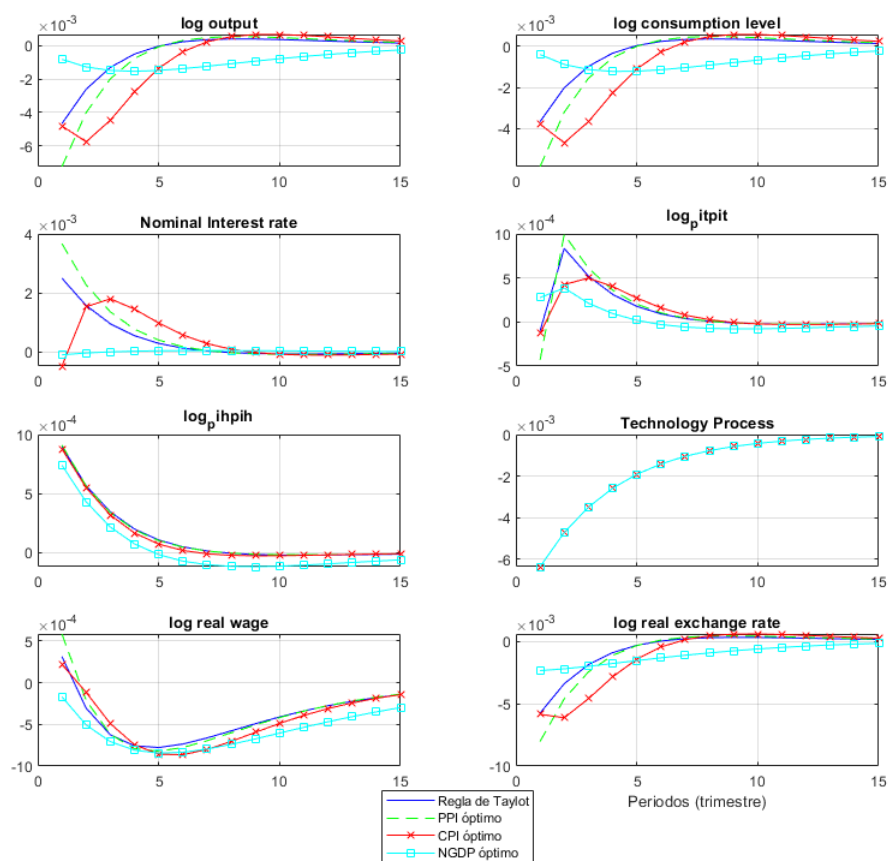 log output
×10^-3
0
-2
-4
-6
0 5 10 15
log consumption level
×10^-3
0
-2
-4
0 5 10 15
Nominal Interest rate
×10^-3
4
2
0
0 5 10 15
log_pitpit
×10^-4
10
5
0
-5
0 5 10 15
log_pihpih
×10^-4
10
5
0
0 5 10 15
Technology Process
×10^-3
0
-2
-4
-6
0 5 10 15
log real wage
×10^-4
5
0
-5
-10
0 5 10 15
log real exchange rate
×10^-3
0
-5
-10
0 5 10 15
Periodos (trimestre)
Regla de Taylot
PPI óptimo
CPI óptimo
NGDP óptimo